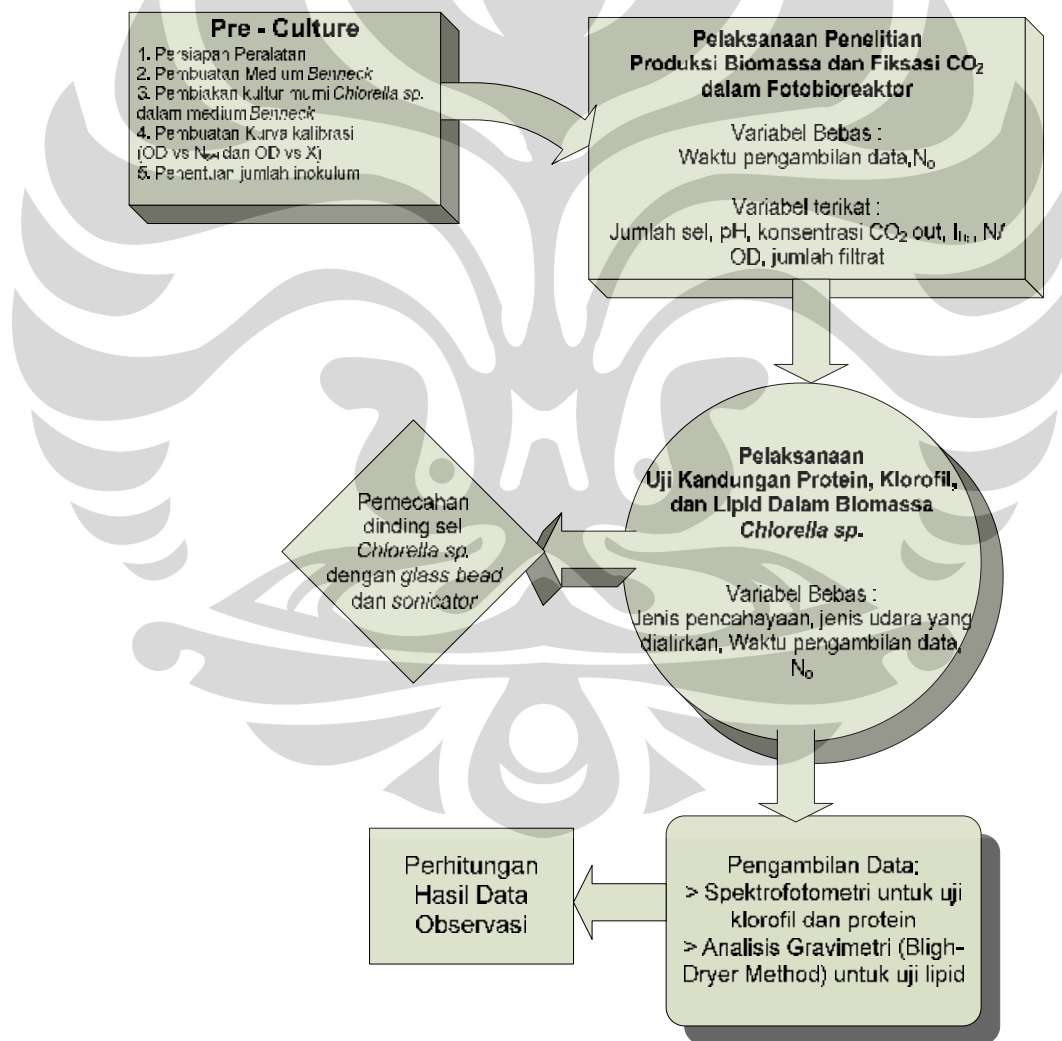 Pre - Culture
1. Persiapan Peralatan
2. Pembuatan Medium Benneck
3. Pembiakan kultur murni Chlorella sp.
dalam medium Benneck
4. Pembuatan Kurva kalibrasi
(OD vs dan OD vs X)
5. Penentuan jumlah inokulum
Pelaksanaan Penelitian
Produksi Biomassa dan Fiksasi CO₂
dalam Fotobioreaktor
Variabel Bebas :
Waktu pengambilan data,N₀
Variabel terikat :
Jumlah sel, pH, konsentrasi CO₂ out, N/
OD, jumlah filtrat
Pelaksanaan
Uji Kandungan Protein, Klorofil,
dan Lipid Dalam Biomassa
Chlorella sp.
Variabel Bebas :
Jenis pencahayaan, jenis udara yang
dialirkan, Waktu pengambilan data,
N₀
Pemecahan
dinding sel
Chlorella sp.
dengan glass bead
dan sonicator
Pengambilan Data;
> Spektrofotometri untuk uji
klorofil dan protein
> Analisis Gravimetri (Bligh-
Dryer Method) untuk uji lipid
Perhitungan
Hasil Data
Observasi